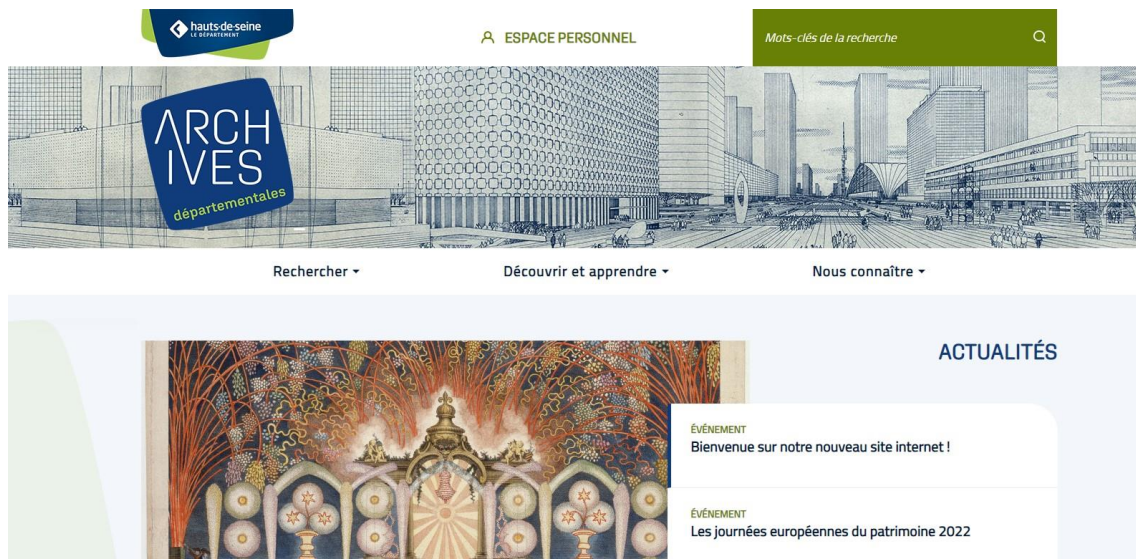 hauts-de-seine
LE DÉPARTEMENT
ESPACE PERSONNEL
Mots-clés de la recherche
ARCH
IVES
départementales
Rechercher
Découvrir et apprendre
Nous connaître
ACTUALITÉS
ÉVÉNEMENT
Bienvenue sur notre nouveau site internet !
ÉVÉNEMENT
Les journées européennes du patrimoine 2022